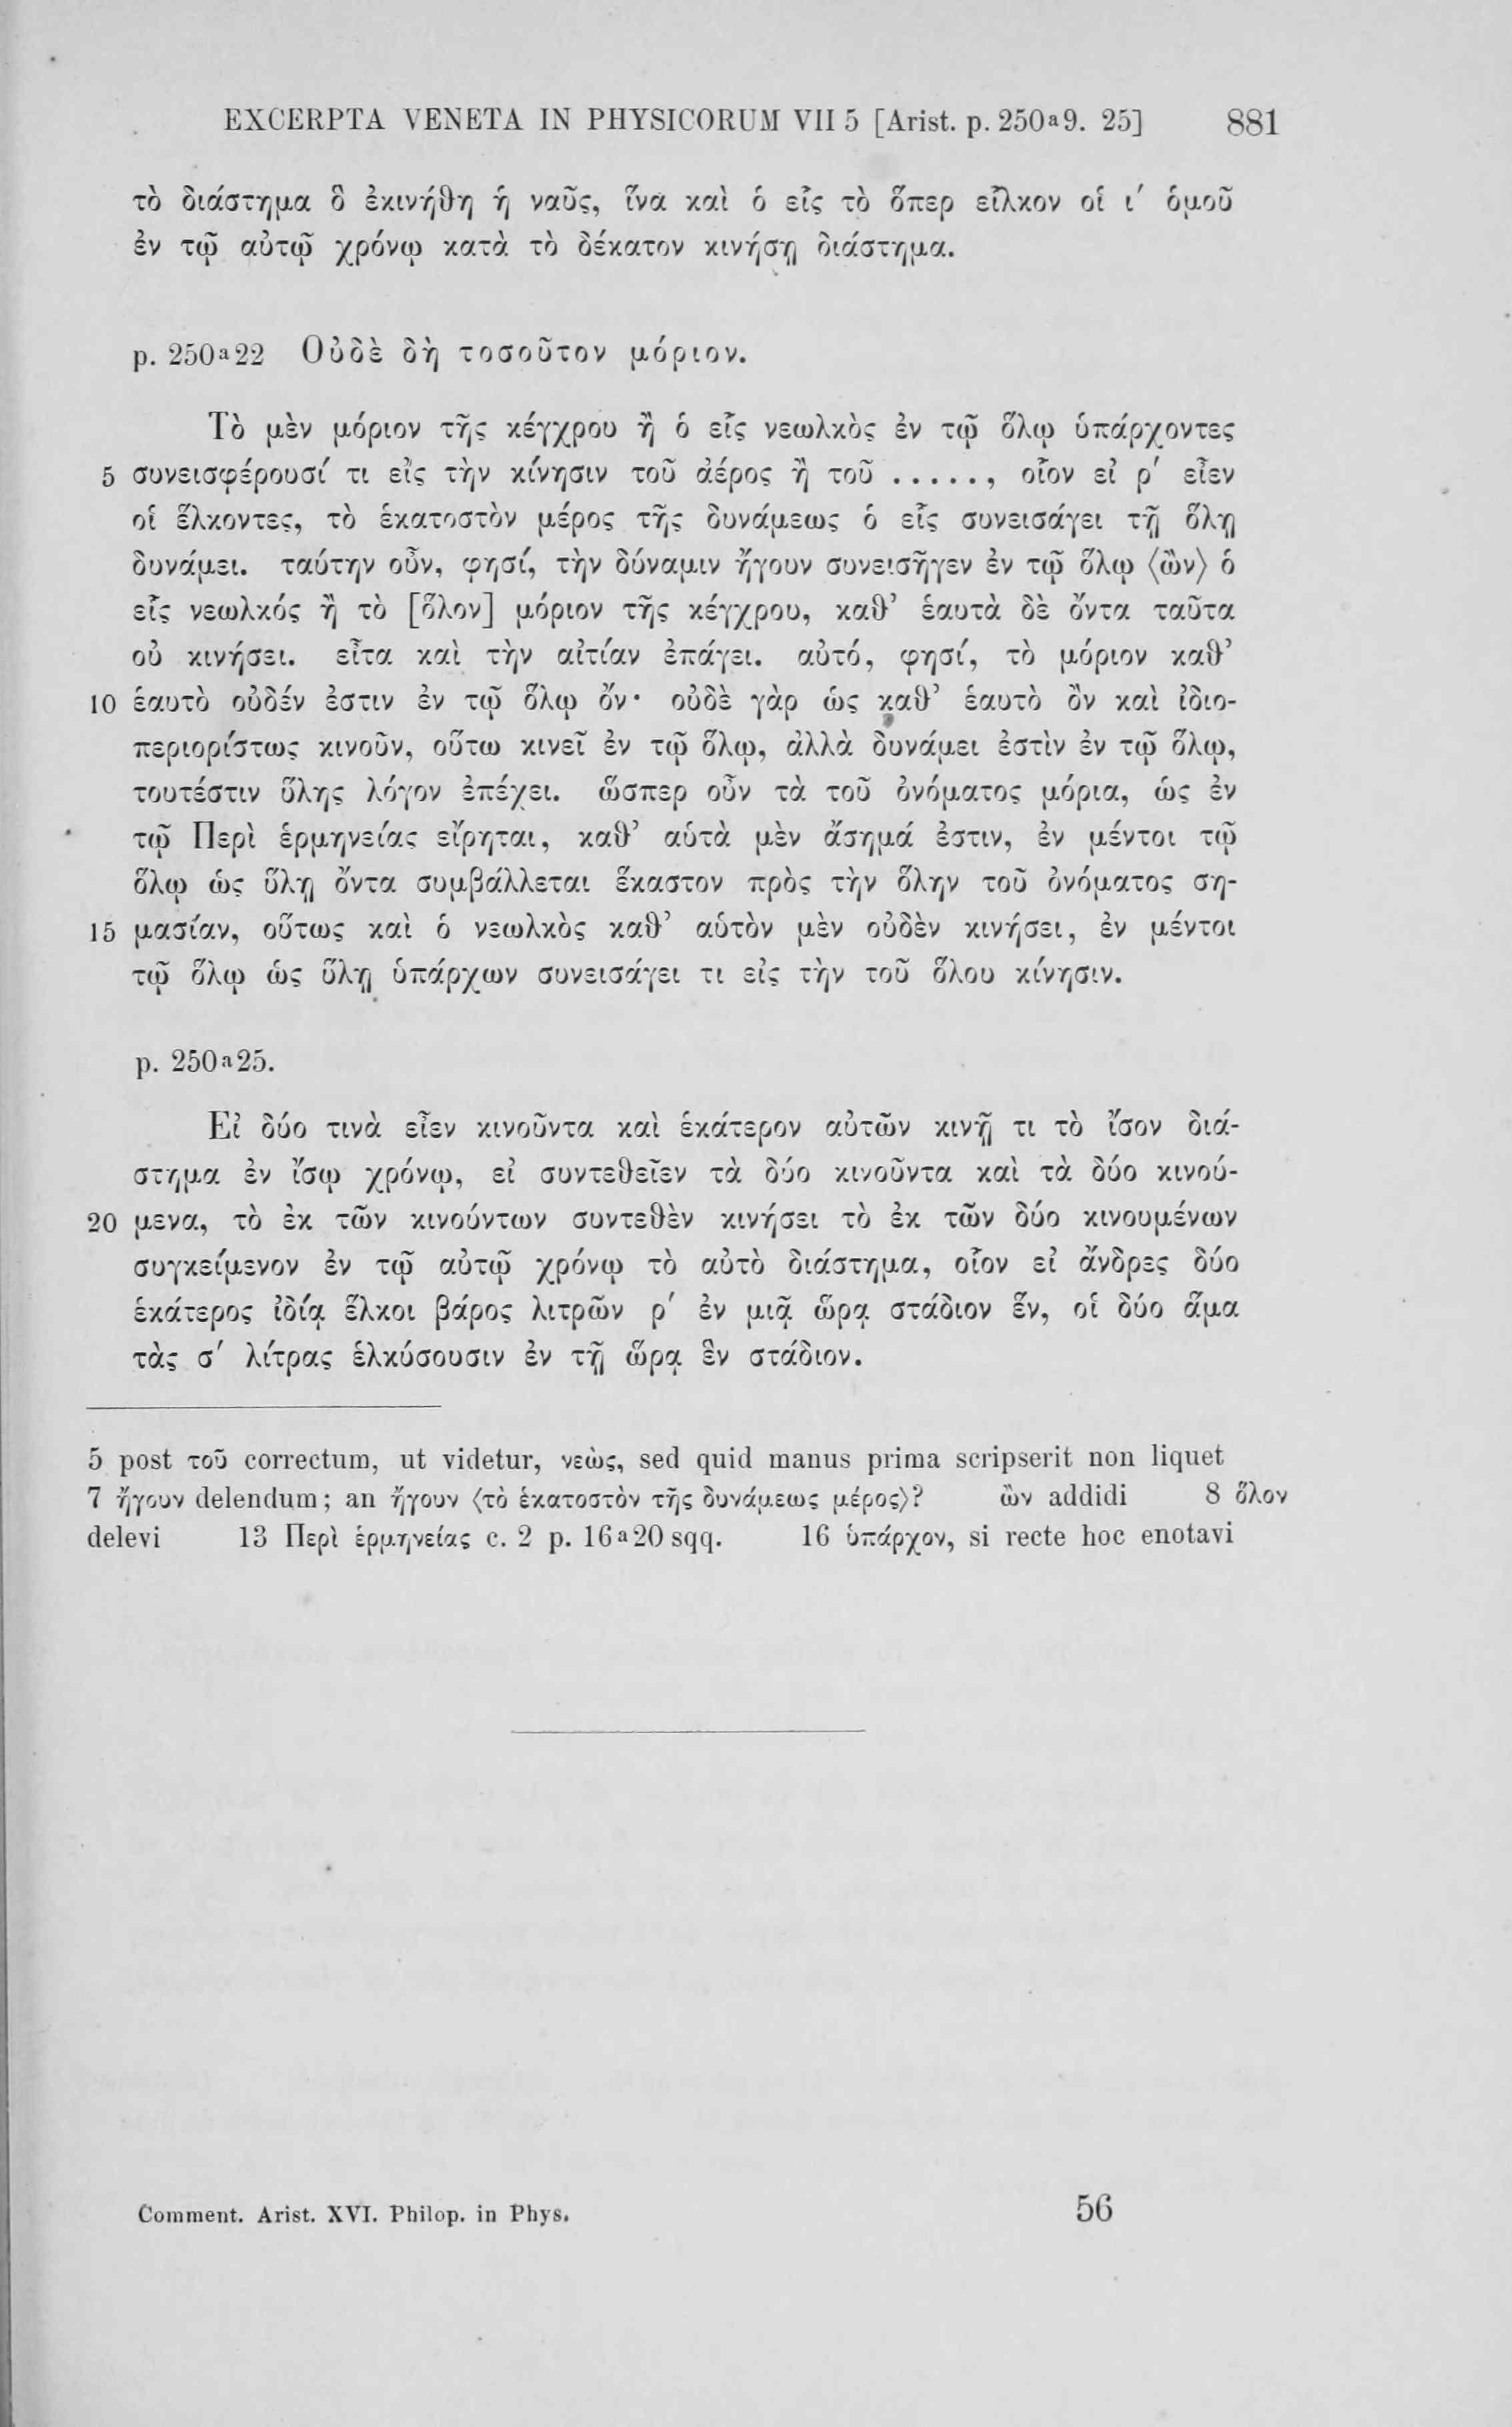 EXCERPTA VENETA IN PHYSICORUM VII 5 [Arist. p. 250ᵃ9. 25] 881
τὸ διάστημα ὃ ἐκινήθη ἡ ναῦς, ἵνα καὶ ὁ εἷς τὸ ὅπερ εἷλκον οἱ ι′ ὁμοῦ
ἐν τῷ αὐτῷ χρόνῳ κατὰ τὸ δέκατον κινήσῃ διάστημα.
p. 250ᵃ22 Οὐδὲ δὴ τοσοῦτον μόριον.
Τὸ μὲν μόριον τῆς κέγχρου ἢ ὁ εἷς νεωλκὸς ἐν τῷ ὅλῳ ὑπάρχοντες
5 συνεισφέρουσί τι εἰς τὴν κίνησιν τοῦ ἀέρος ἢ τοῦ ....., οἷον εἰ ρ′ εἶεν
οἱ ἕλκοντες, τὸ ἑκατοστὸν μέρος τῆς δυνάμεως ὁ εἷς συνεισάγει τῇ ὅλῃ
δυνάμει. ταύτην οὖν, φησί, τὴν δύναμιν ἤγουν συνεισῆγεν ἐν τῷ ὅλῳ ⟨ὢν⟩ ὁ
εἷς νεωλκός ἢ τὸ [ὅλον] μόριον τῆς κέγχρου, καθ’ ἑαυτὰ δὲ ὄντα ταῦτα
οὐ κινήσει. εἶτα καὶ τὴν αἰτίαν ἐπάγει. αὐτό, φησί, τὸ μόριον καθ’
10 ἑαυτὸ οὐδέν ἐστιν ἐν τῷ ὅλῳ ὄν· οὐδὲ γὰρ ὡς καθ’ ἑαυτὸ ὂν καὶ ἰδιο-
περιορίστως κινοῦν, οὕτω κινεῖ ἐν τῷ ὅλῳ, ἀλλὰ δυνάμει ἐστὶν ἐν τῷ ὅλῳ,
τουτέστιν ὕλης λόγον ἐπέχει. ὥσπερ οὖν τὰ τοῦ ὀνόματος μόρια, ὡς ἐν
τῷ Περὶ ἑρμηνείας εἴρηται, καθ’ αὑτὰ μὲν ἄσημά ἐστιν, ἐν μέντοι τῷ
ὅλῳ ὡς ὕλῃ ὄντα συμβάλλεται ἕκαστον πρὸς τὴν ὅλην τοῦ ὀνόματος ση-
15 μασίαν, οὕτως καὶ ὁ νεωλκὸς καθ’ αὑτὸν μὲν οὐδὲν κινήσει, ἐν μέντοι
τῷ ὅλῳ ὡς ὕλῃ ὑπάρχων συνεισάγει τι εἰς τὴν τοῦ ὅλου κίνησιν.
p. 250ᵃ25.
Εἰ δύο τινὰ εἶεν κινοῦντα καὶ ἑκάτερον αὐτῶν κινῇ τι τὸ ἴσον διά-
στημα ἐν ἴσῳ χρόνῳ, εἰ συντεθεῖεν τὰ δύο κινοῦντα καὶ τὰ δύο κινού-
20 μενα, τὸ ἐκ τῶν κινούντων συντεθὲν κινήσει τὸ ἐκ τῶν δύο κινουμένων
συγκείμενον ἐν τῷ αὐτῷ χρόνῳ τὸ αὐτὸ διάστημα, οἷον εἰ ἄνδρες δύο
ἑκάτερος ἰδίᾳ ἕλκοι βάρος λιτρῶν ρ′ ἐν μιᾷ ὥρᾳ στάδιον ἕν, οἱ δύο ἅμα
τὰς σ′ λίτρας ἑλκύσουσιν ἐν τῇ ὥρᾳ ἓν στάδιον.
5 post τοῦ correctum, ut videtur, νεὼς, sed quid manus prima scripserit non liquet
7 ἤγουν delendum; an ἤγουν ⟨τὸ ἑκατοστὸν τῆς δυνάμεως μέρος⟩? ὢν addidi 8 ὅλον
delevi 13 Περὶ ἑρμηνείας c. 2 p. 16ᵃ20 sqq. 16 ὑπάρχον, si recte hoc enotavi
Comment. Arist. XVI. Philop. in Phys. 56